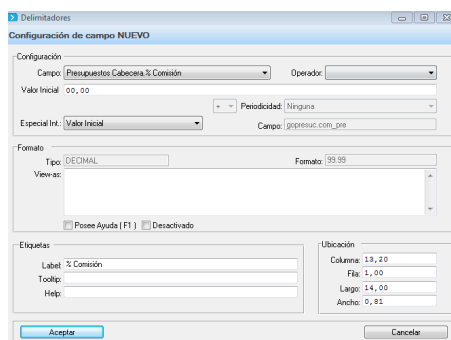 Delimitadores
Configuración de campo NUEVO
Configuración
Campo: Presupuestos Cabecera.% Comisión Operador:
Valor Inicial 00,00
+ Periodicidad: Ninguna
Especial Int.: Valor Inicial Campo: gopresuc.com_pre
Formato
Tipo: DECIMAL Formato: 99.99
View-as:
Posee Ayuda ( F1 ) Desactivado
Etiquetas
Label: % Comisión
Tooltip:
Help:
Ubicación
Columna: 13,20
Fila: 1,00
Largo: 14,00
Ancho: 0,81
Aceptar Cancelar